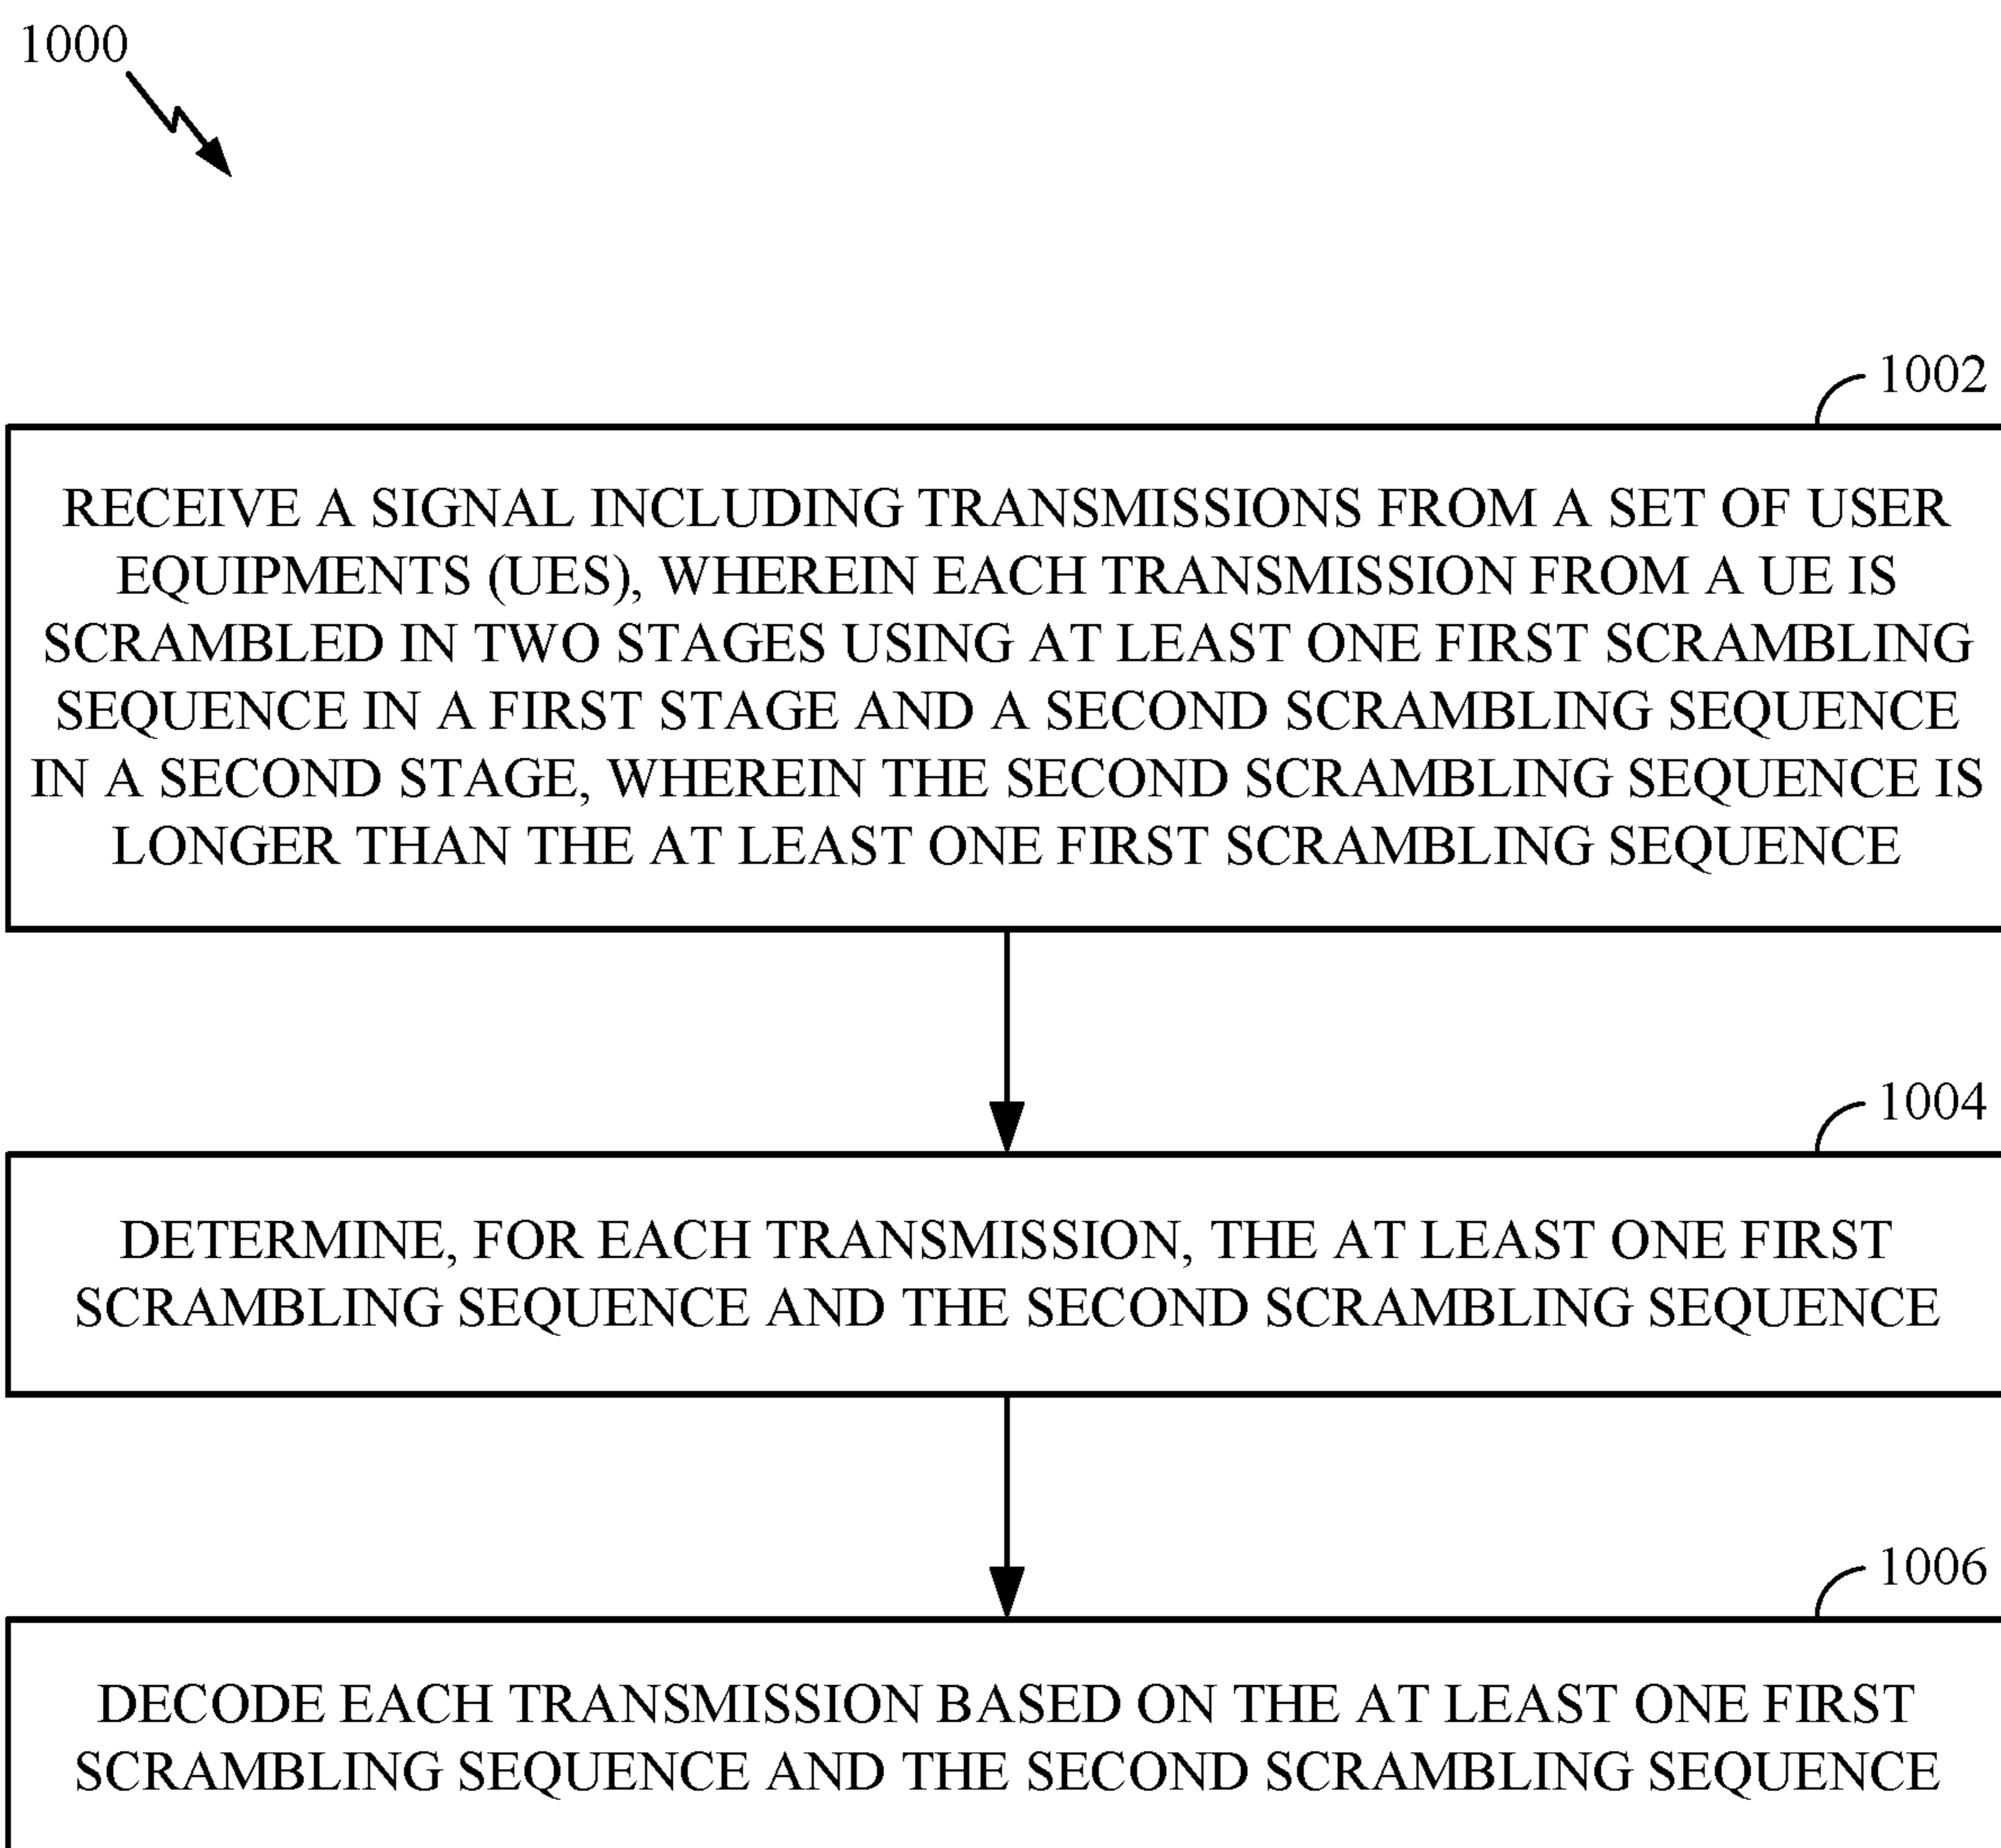 1000
1002
RECEIVE A SIGNAL INCLUDING TRANSMISSIONS FROM A SET OF USER
EQUIPMENTS (UES), WHEREIN EACH TRANSMISSION FROM A UE IS
SCRAMBLED IN TWO STAGES USING AT LEAST ONE FIRST SCRAMBLING
SEQUENCE IN A FIRST STAGE AND A SECOND SCRAMBLING SEQUENCE
IN A SECOND STAGE, WHEREIN THE SECOND SCRAMBLING SEQUENCE IS
LONGER THAN THE AT LEAST ONE FIRST SCRAMBLING SEQUENCE
1004
DETERMINE, FOR EACH TRANSMISSION, THE AT LEAST ONE FIRST
SCRAMBLING SEQUENCE AND THE SECOND SCRAMBLING SEQUENCE
1006
DECODE EACH TRANSMISSION BASED ON THE AT LEAST ONE FIRST
SCRAMBLING SEQUENCE AND THE SECOND SCRAMBLING SEQUENCE